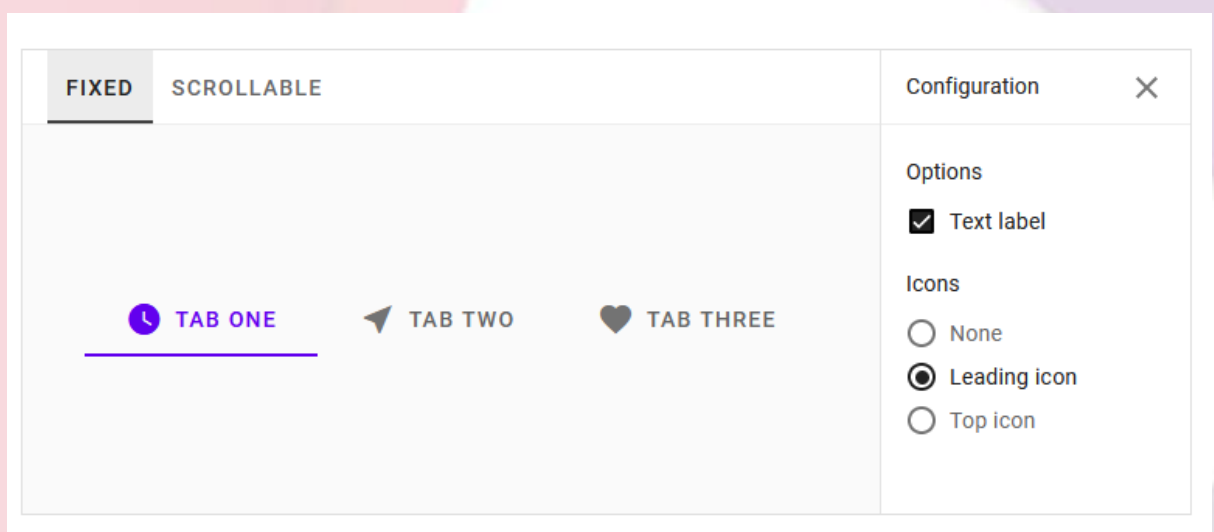 FIXED SCROLLABLE
Configuration
TAB ONE TAB TWO TAB THREE
Options
Text label
Icons
None
Leading icon
Top icon